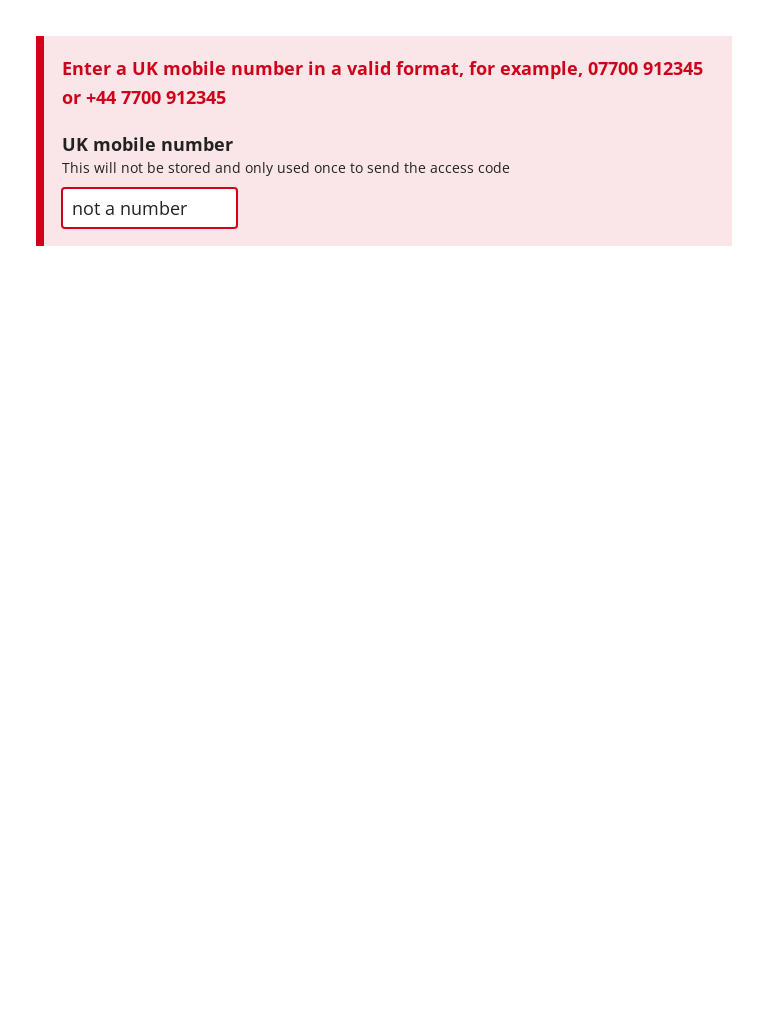 Enter a UK mobile number in a valid format, for example, 07700 912345
or +44 7700 912345
UK mobile number
This will not be stored and only used once to send the access code
not a number